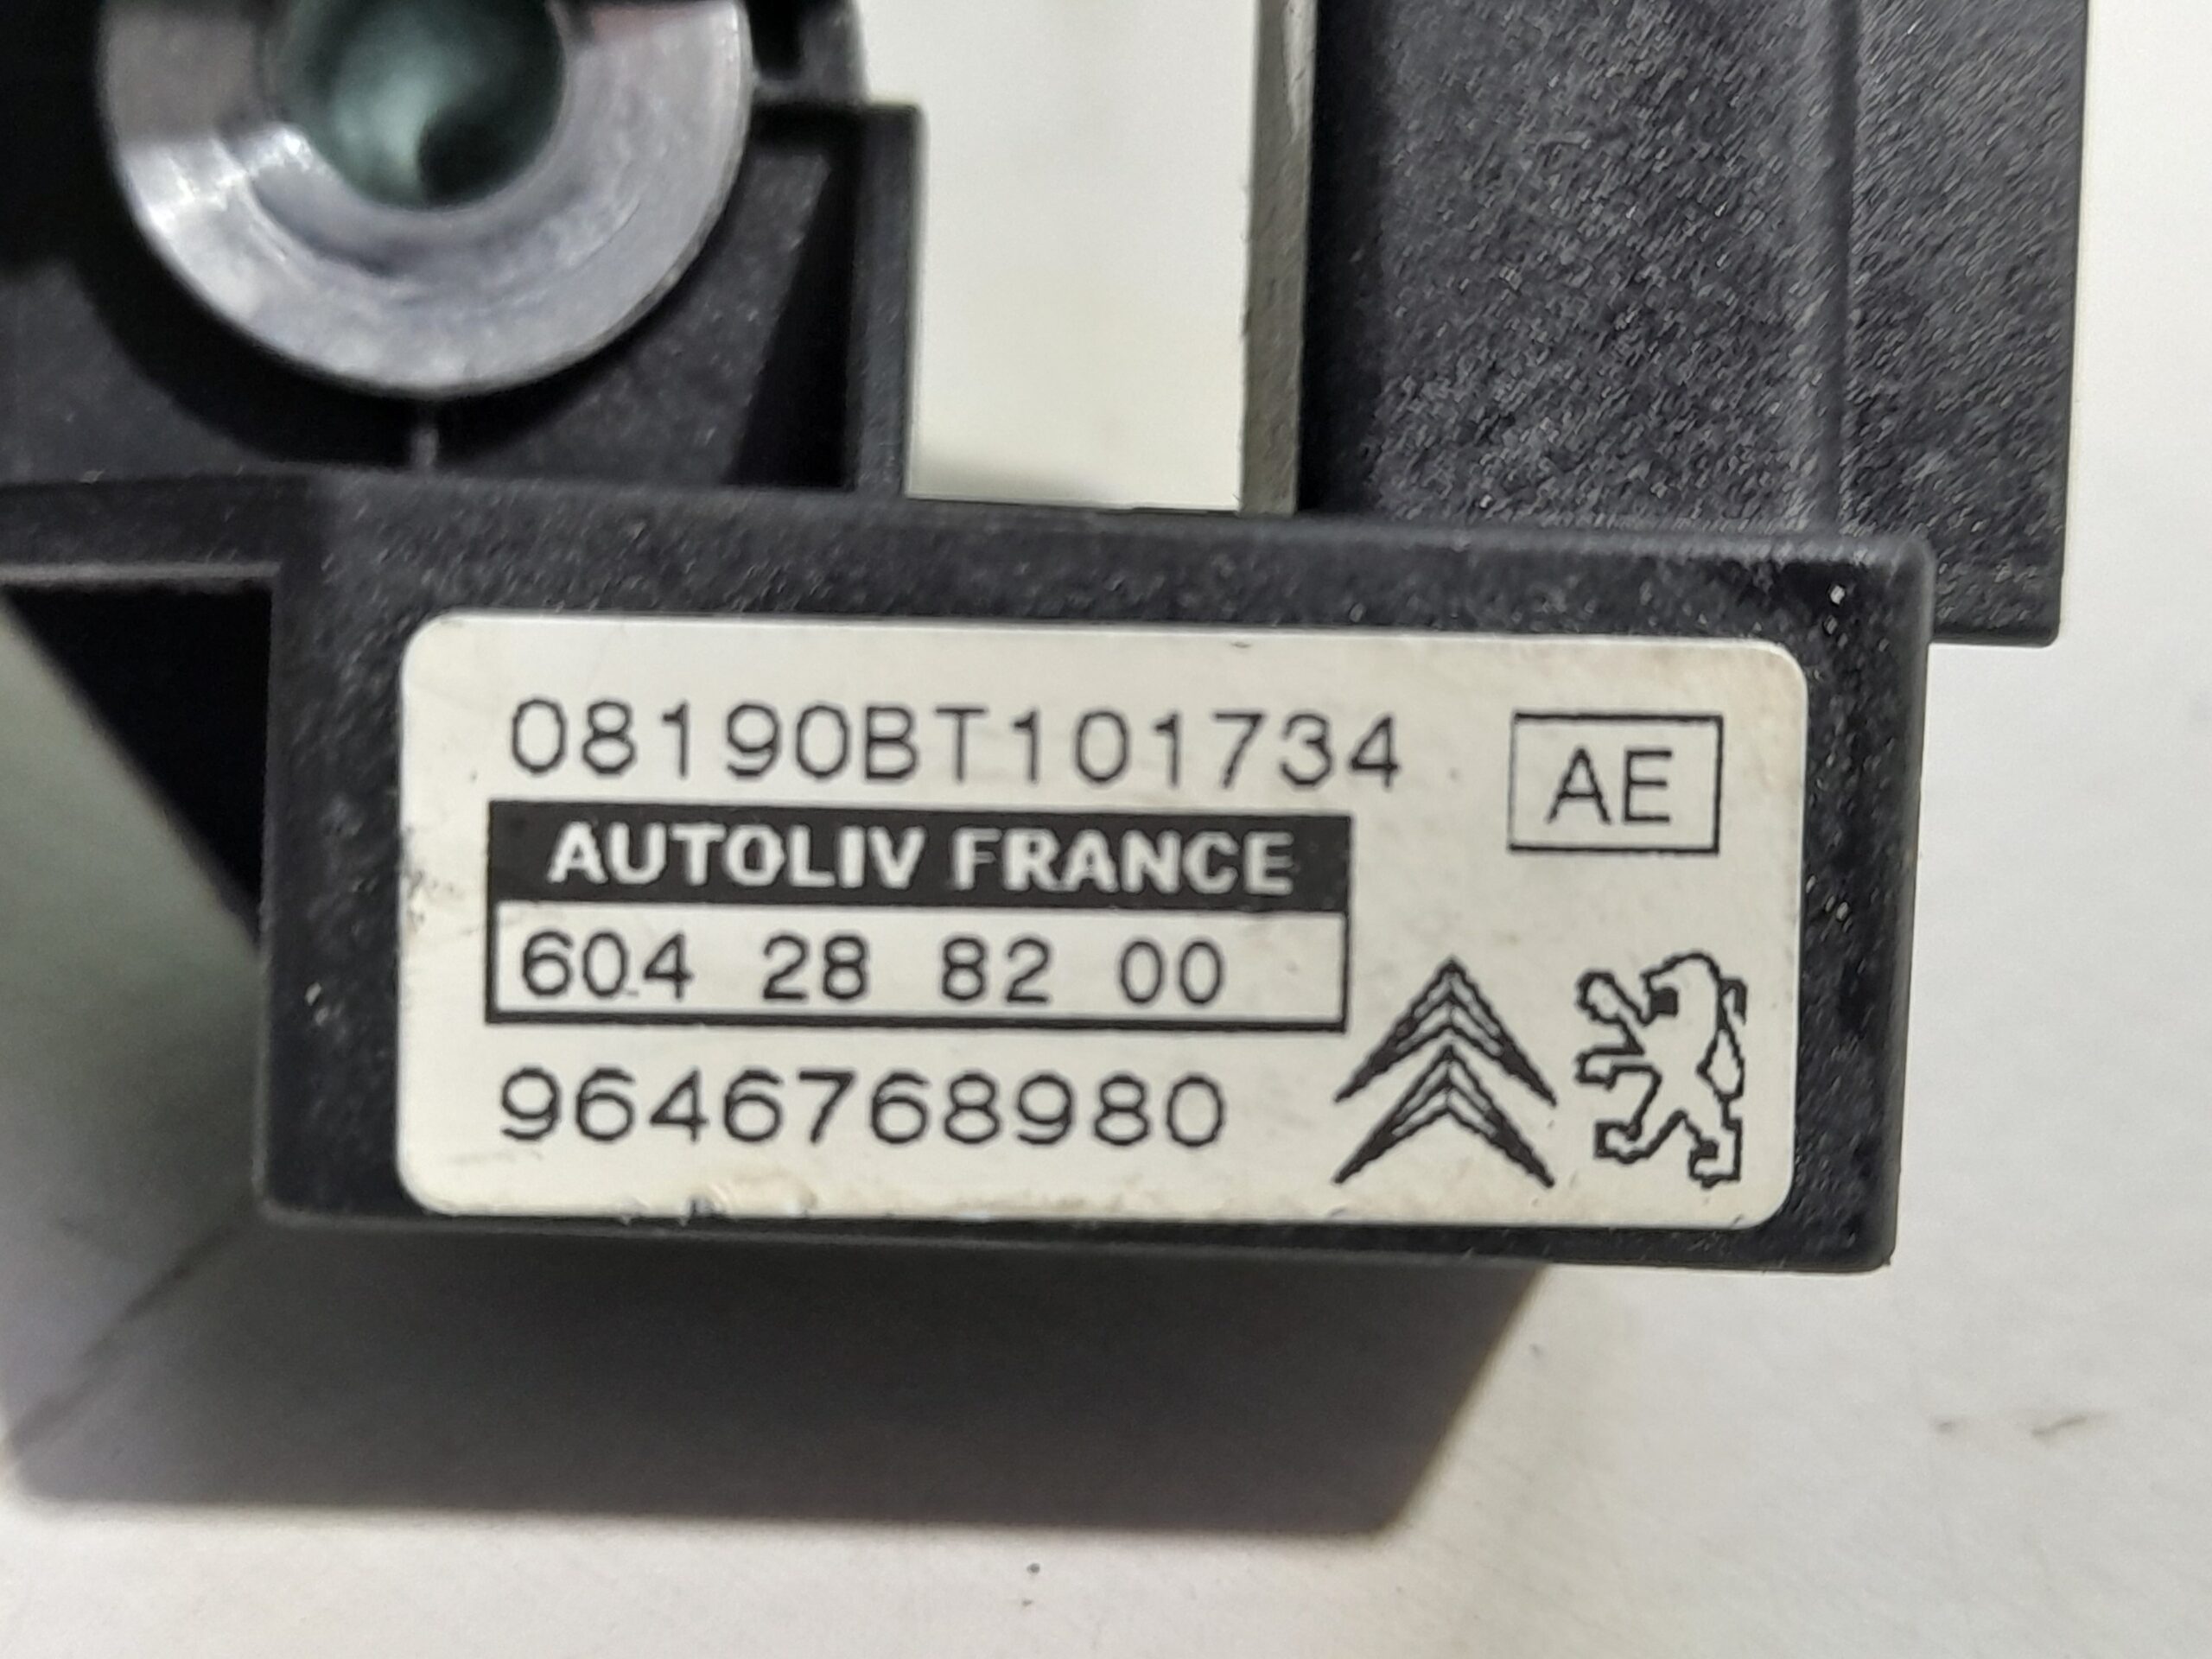 08190BT101734
AE
AUTOLIV FRANCE
604 28 82 00
9646768980